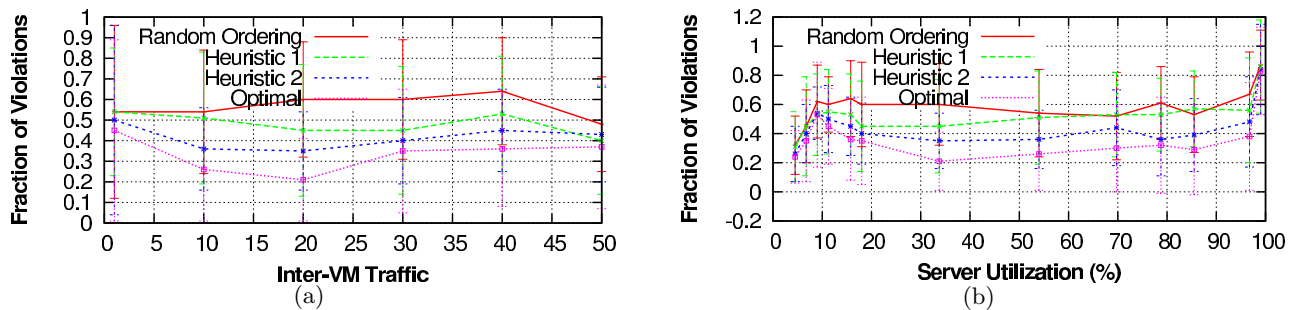 Fraction of Violations
1
0.9
0.8
0.7
0.6
0.5
0.4
0.3
0.2
0.1
0
Random Ordering
Heuristic 1
Heuristic 2
Optimal
0 5 10 15 20 25 30 35 40 45 50
Inter-VM Traffic
(a)
Fraction of Violations
1.2
1
0.8
0.6
0.4
0.2
0
-0.2
Random Ordering
Heuristic 1
Heuristic 2
Optimal
0 10 20 30 40 50 60 70 80 90 100
Server Utilization (%)
(b)